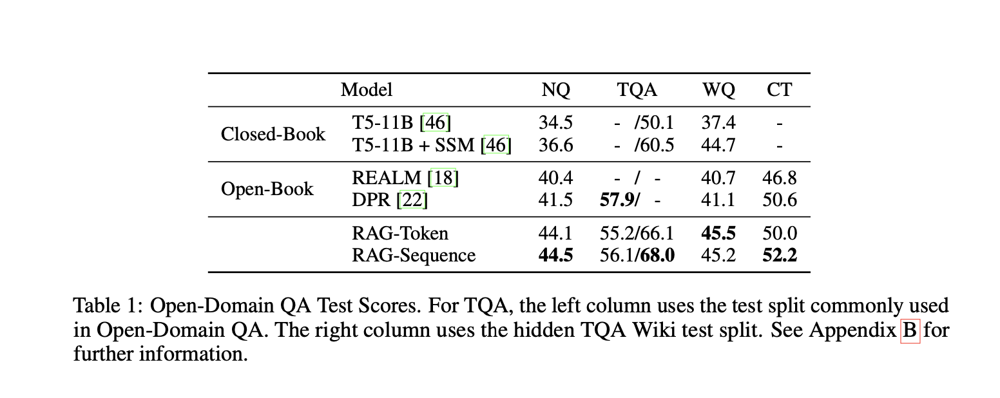 Model NQ TQA WQ CT
Closed-Book
T5-11B [46] 34.5 - /50.1 37.4 -
T5-11B + SSM [46] 36.6 - /60.5 44.7 -
Open-Book
REALM [18] 40.4 - / - 40.7 46.8
DPR [22] 41.5 57.9/ - 41.1 50.6
RAG-Token 44.1 55.2/66.1 45.5 50.0
RAG-Sequence 44.5 56.1/68.0 45.2 52.2
Table 1: Open-Domain QA Test Scores. For TQA, the left column uses the test split commonly used
in Open-Domain QA. The right column uses the hidden TQA Wiki test split. See Appendix B for
further information.